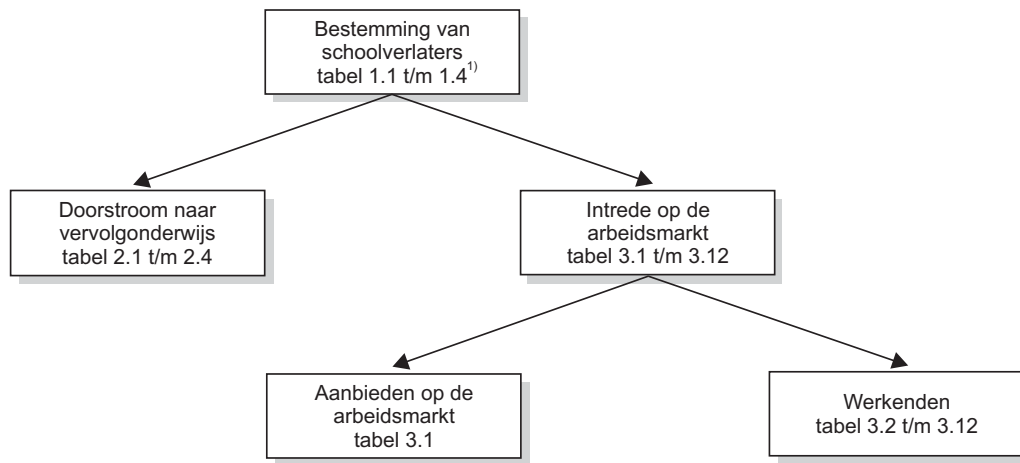 Bestemming van
schoolverlaters
tabel 1.1 t/m 1.4¹⁾
Doorstroom naar
vervolgonderwijs
tabel 2.1 t/m 2.4
Intrede op de
arbeidsmarkt
tabel 3.1 t/m 3.12
Aanbieden op de
arbeidsmarkt
tabel 3.1
Werkenden
tabel 3.2 t/m 3.12